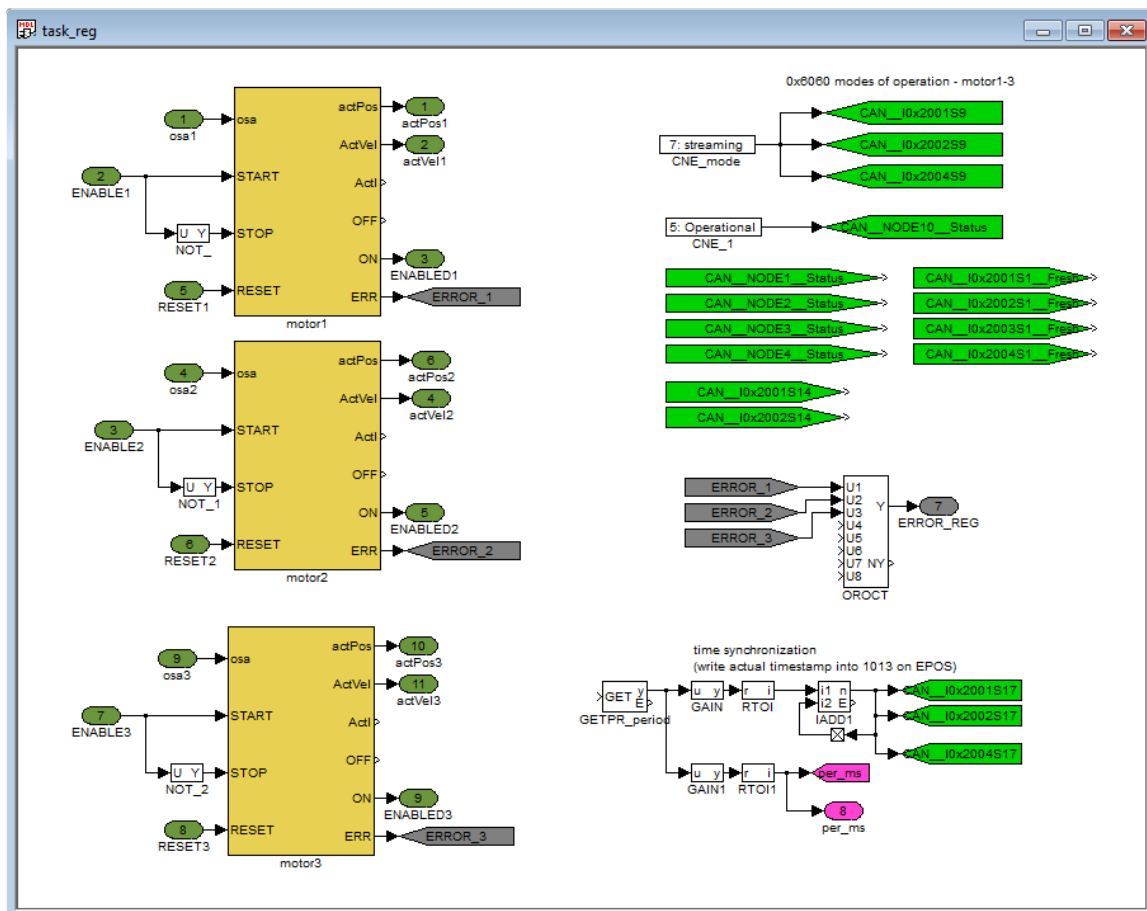 task_reg
1
osa1
2
ENABLE1
U Y
NOT_
5
RESET1
osa
START
STOP
RESET
actPos
ActVel
ActI
OFF
ON
ERR
motor1
1
actPos1
2
actVel1
3
ENABLED1
ERROR_1
4
osa2
3
ENABLE2
U Y
NOT_1
6
RESET2
osa
START
STOP
RESET
actPos
ActVel
ActI
OFF
ON
ERR
motor2
6
actPos2
4
actVel2
5
ENABLED2
ERROR_2
9
osa3
7
ENABLE3
U Y
NOT_2
8
RESET3
osa
START
STOP
RESET
actPos
ActVel
ActI
OFF
ON
ERR
motor3
10
actPos3
11
actVel3
9
ENABLED3
ERROR_3
0x6060 modes of operation - motor1-3
7: streaming
CNE_mode
CAN__I0x2001S9
CAN__I0x2002S9
CAN__I0x2004S9
5: Operational
CNE_1
CAN__NODE10__Status
CAN__NODE1__Status
CAN__NODE2__Status
CAN__NODE3__Status
CAN__NODE4__Status
CAN__I0x2001S1__Fresh
CAN__I0x2002S1__Fresh
CAN__I0x2003S1__Fresh
CAN__I0x2004S1__Fresh
CAN__I0x2001S14
CAN__I0x2002S14
ERROR_1
ERROR_2
ERROR_3
U1
U2
U3
U4
U5
U6
U7
U8
Y
NY
OROCT
7
ERROR_REG
time synchronization
(write actual timestamp into 1013 on EPOS)
GET y
E
GETPR_period
u y
GAIN
r i
RTOI
i1 n
i2 E
IADD1
CAN__I0x2001S17
CAN__I0x2002S17
CAN__I0x2004S17
u y
GAIN1
r i
RTOI1
per_ms
8
per_ms